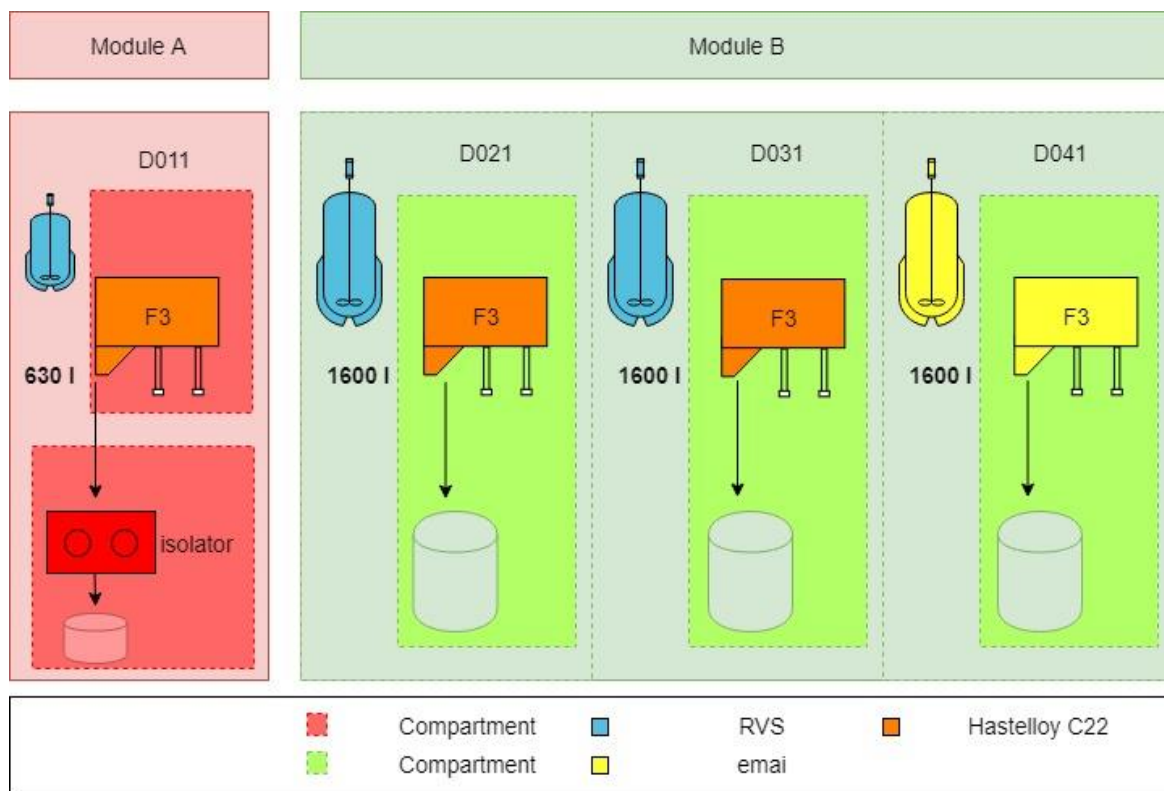 Module A
Module B
D011
D021
D031
D041
F3
F3
F3
F3
630 l
1600 l
1600 l
1600 l
isolator
Compartment
RVS
Hastelloy C22
Compartment
emai